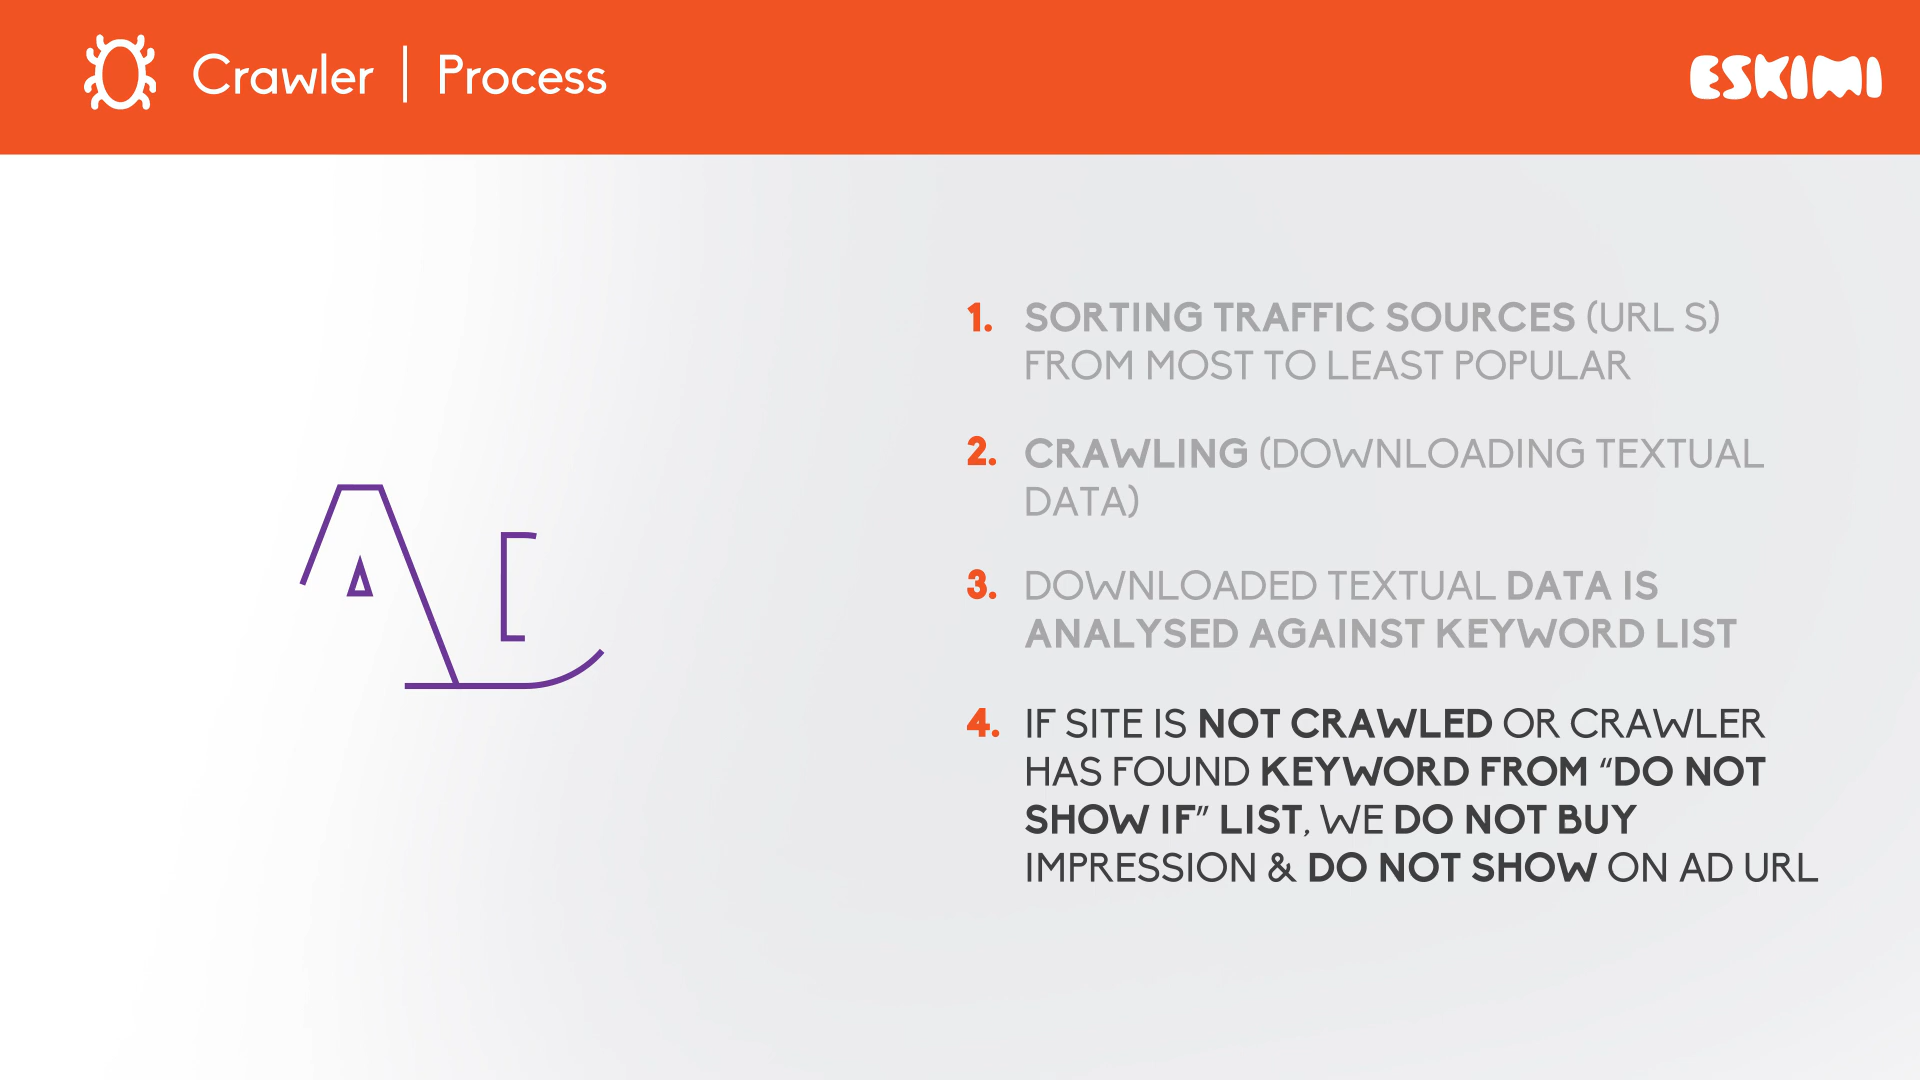 Crawler | Process
ESKIMI
1. SORTING TRAFFIC SOURCES (URL S)
FROM MOST TO LEAST POPULAR
2. CRAWLING (DOWNLOADING TEXTUAL
DATA)
3. DOWNLOADED TEXTUAL DATA IS
ANALYSED AGAINST KEYWORD LIST
4. IF SITE IS NOT CRAWLED OR CRAWLER
HAS FOUND KEYWORD FROM “DO NOT
SHOW IF” LIST, WE DO NOT BUY
IMPRESSION & DO NOT SHOW ON AD URL